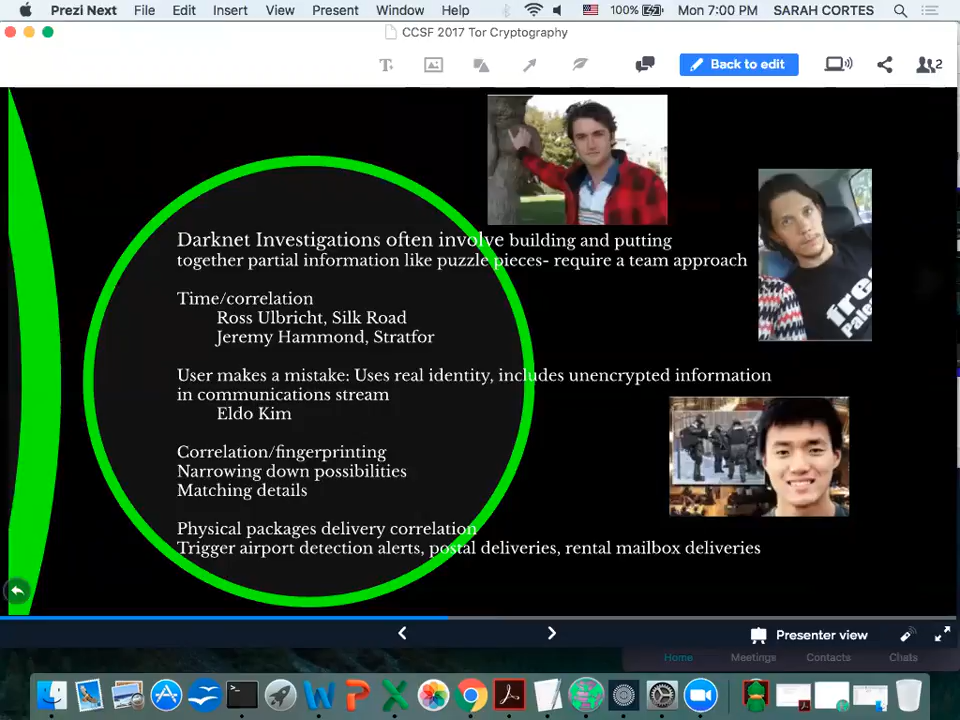 Prezi Next File Edit Insert View Present Window Help 100% Mon 7:00 PM SARAH CORTES
CCSF 2017 Tor Cryptography
Back to edit 2
Darknet Investigations often involve building and putting
together partial information like puzzle pieces- require a team approach
Time/correlation
Ross Ulbricht, Silk Road
Jeremy Hammond, Stratfor
free
Pale
User makes a mistake: Uses real identity, includes unencrypted information
in communications stream
Eldo Kim
Correlation/fingerprinting
Narrowing down possibilities
Matching details
Physical packages delivery correlation
Trigger airport detection alerts, postal deliveries, rental mailbox deliveries
Presenter view
Home Meetings Contacts Chats